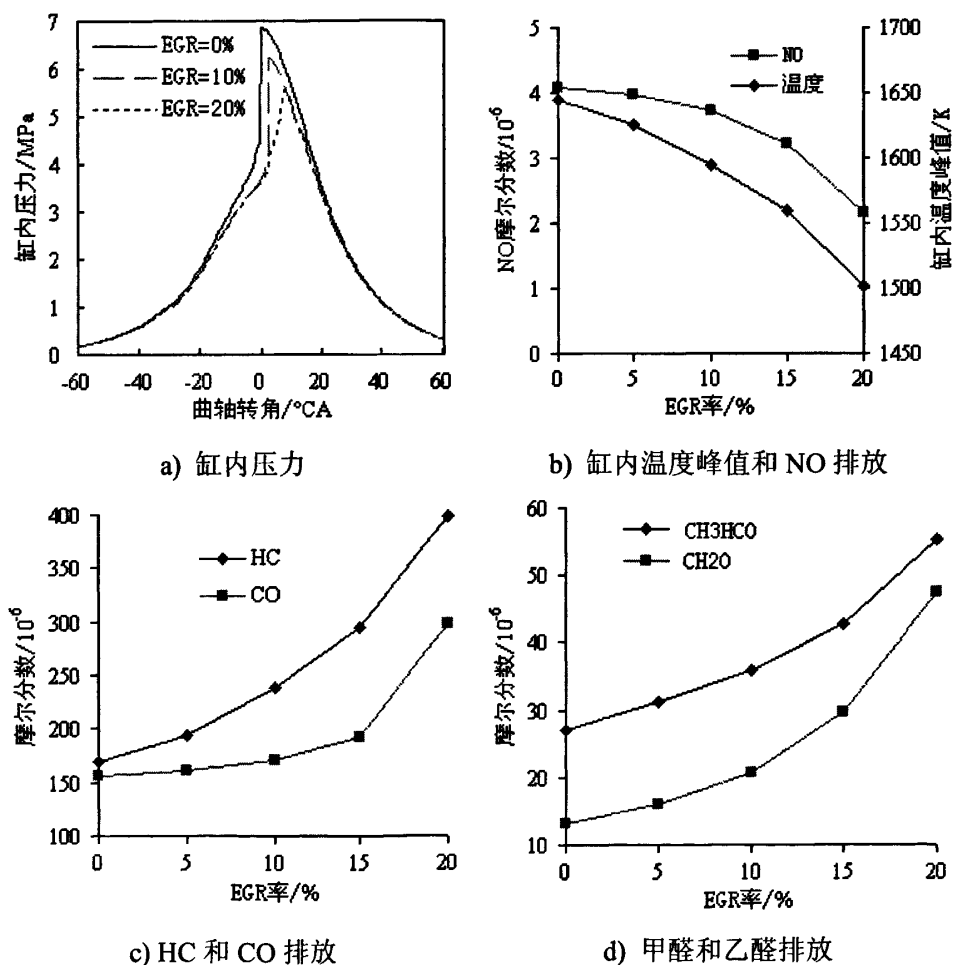 7
6
5
4
3
2
1
0
缸内压力/MPa
EGR=0%
EGR=10%
EGR=20%
-60 -40 -20 0 20 40 60
曲轴转角/°CA
a) 缸内压力
5
4
3
2
1
0
NO摩尔分数/10⁻⁶
NO
温度
1700
1650
1600
1550
1500
1450
缸内温度峰值/K
0 5 10 15 20
EGR率/%
b) 缸内温度峰值和 NO 排放
400
350
300
250
200
150
100
摩尔分数/10⁻⁶
HC
CO
0 5 10 15 20
EGR率/%
c) HC 和 CO 排放
60
50
40
30
20
10
摩尔分数/10⁻⁶
CH3HCO
CH2O
0 5 10 15 20
EGR率/%
d) 甲醛和乙醛排放